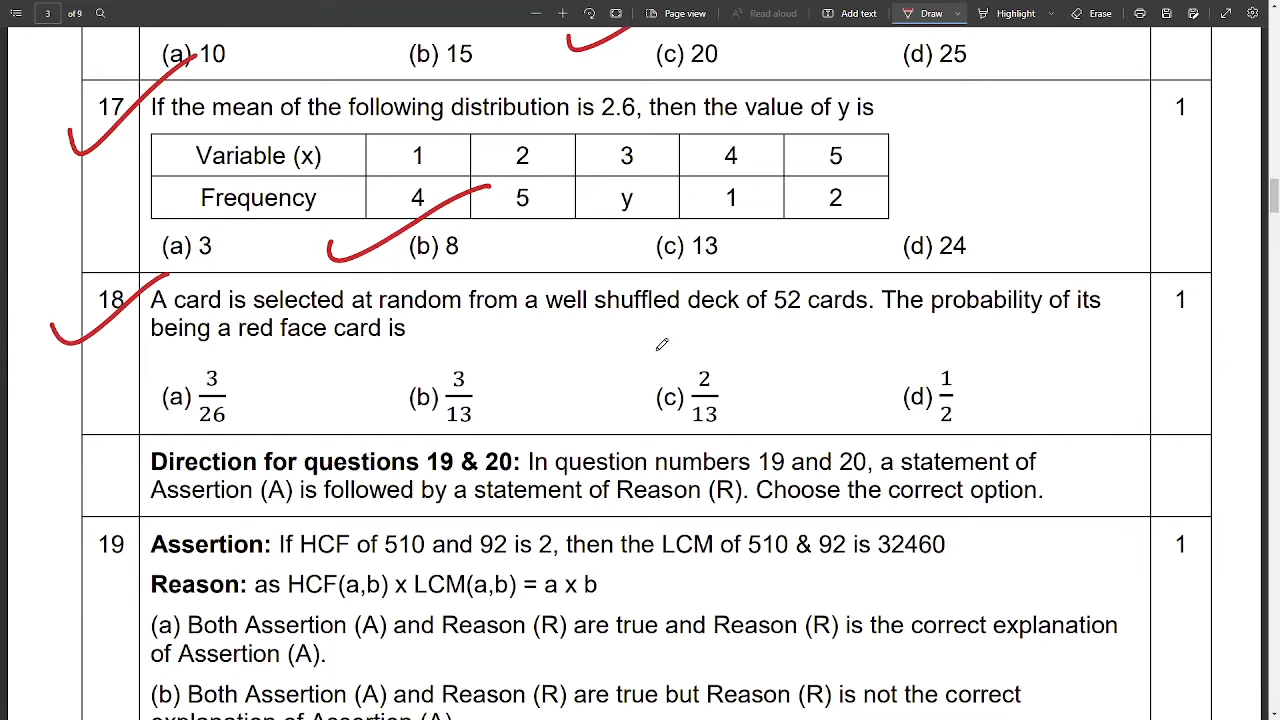 3 of 9 Page view Read aloud Add text Draw Highlight Erase
(a) 10 (b) 15 (c) 20 (d) 25
17 If the mean of the following distribution is 2.6, then the value of y is 1
Variable (x) 1 2 3 4 5
Frequency 4 5 y 1 2
(a) 3 (b) 8 (c) 13 (d) 24
18 A card is selected at random from a well shuffled deck of 52 cards. The probability of its 1
being a red face card is
(a) 3/26 (b) 3/13 (c) 2/13 (d) 1/2
Direction for questions 19 & 20: In question numbers 19 and 20, a statement of
Assertion (A) is followed by a statement of Reason (R). Choose the correct option.
19 Assertion: If HCF of 510 and 92 is 2, then the LCM of 510 & 92 is 32460 1
Reason: as HCF(a,b) x LCM(a,b) = a x b
(a) Both Assertion (A) and Reason (R) are true and Reason (R) is the correct explanation
of Assertion (A).
(b) Both Assertion (A) and Reason (R) are true but Reason (R) is not the correct
explanation of Assertion (A)